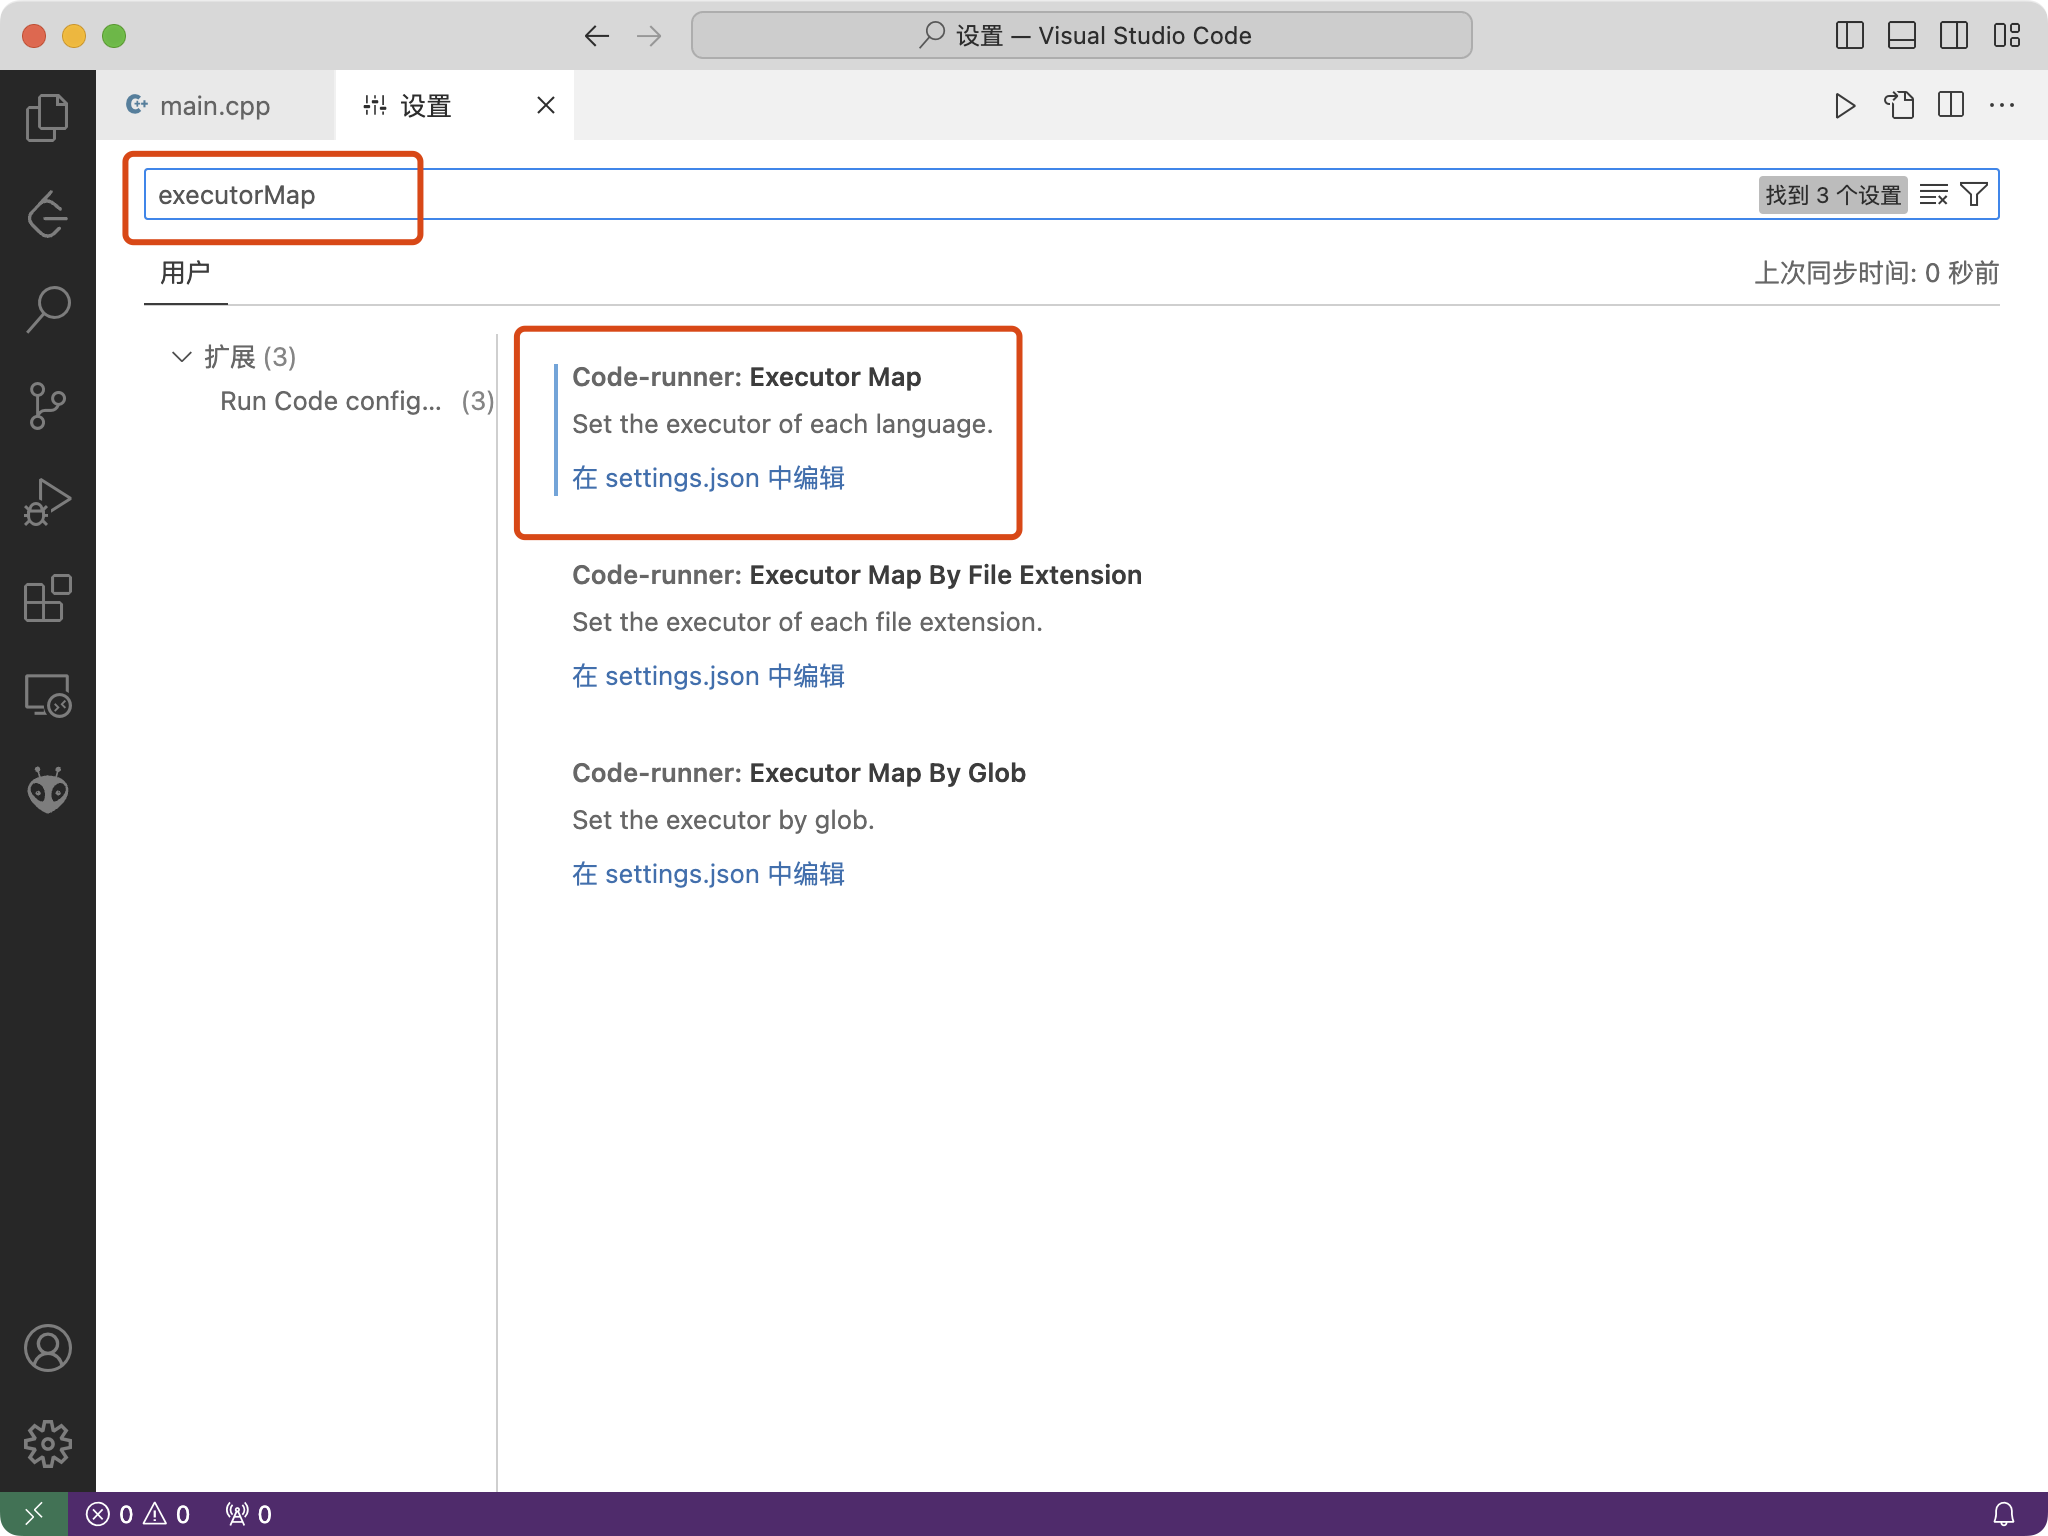 设置 — Visual Studio Code
main.cpp
设置
executorMap
找到 3 个设置
用户
上次同步时间: 0 秒前
扩展 (3)
Run Code config... (3)
Code-runner: Executor Map
Set the executor of each language.
在 settings.json 中编辑
Code-runner: Executor Map By File Extension
Set the executor of each file extension.
在 settings.json 中编辑
Code-runner: Executor Map By Glob
Set the executor by glob.
在 settings.json 中编辑
0 0 0